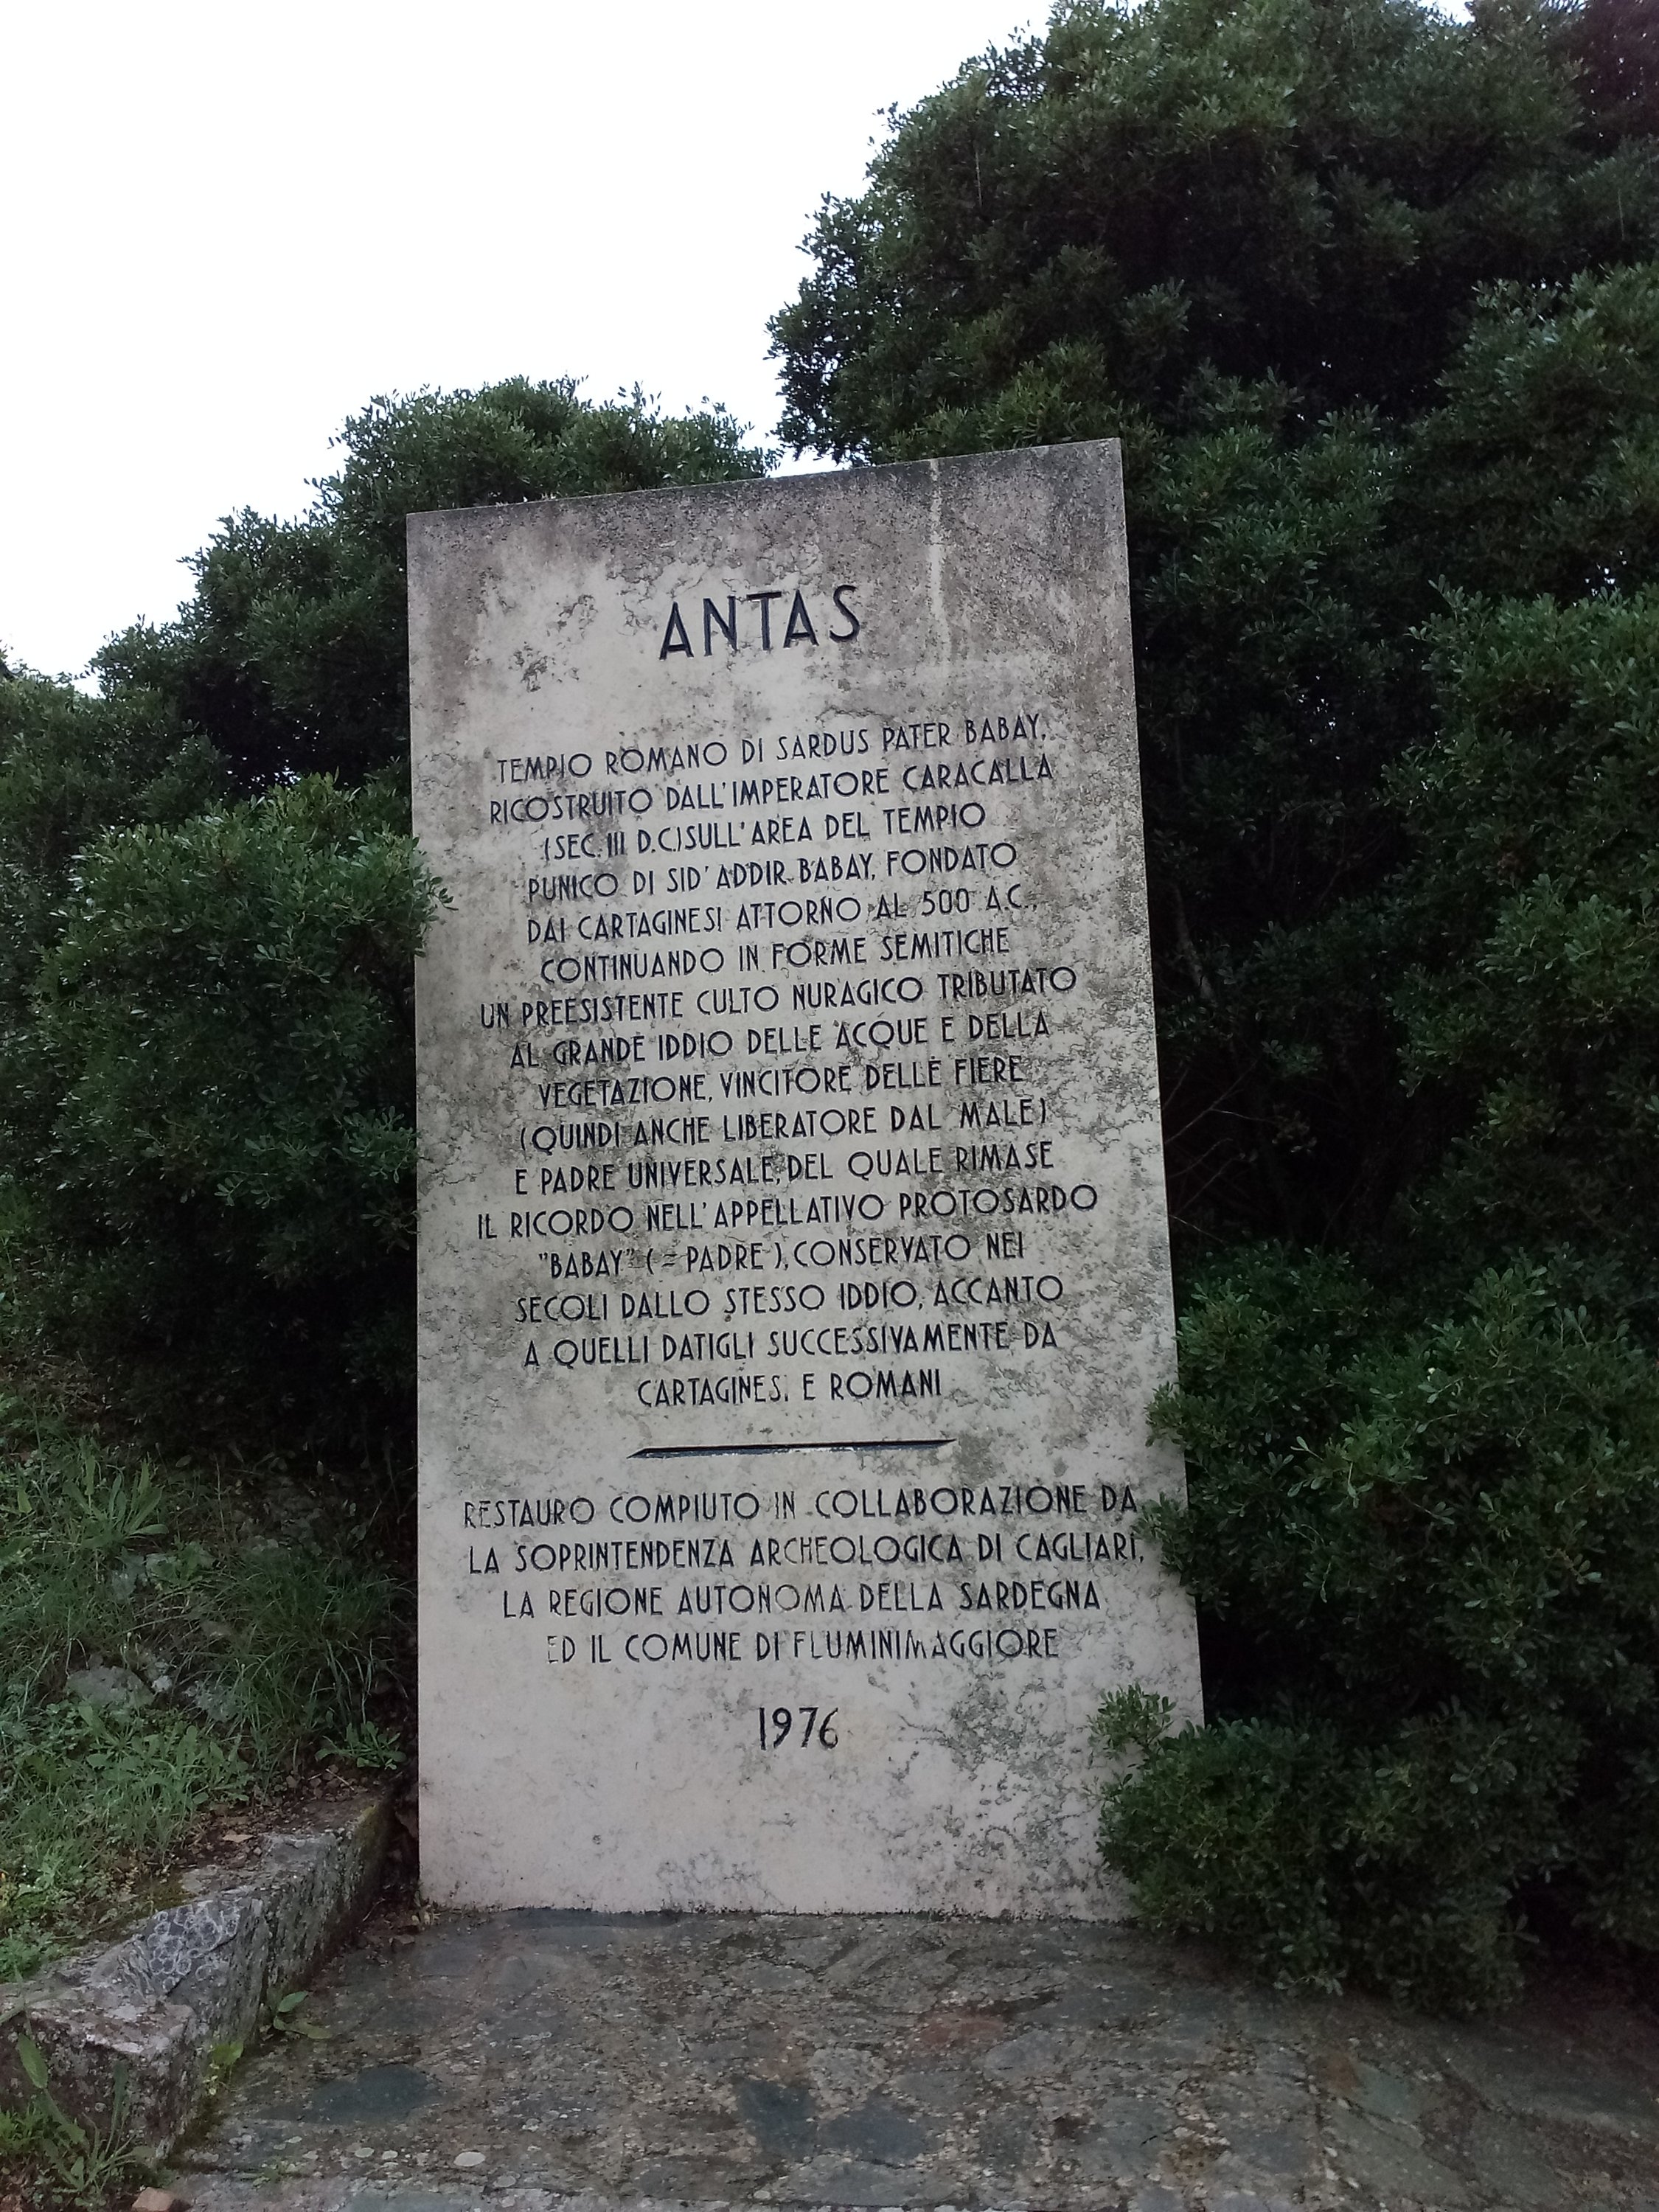 ANTAS
TEMPIO ROMANO DI SARDUS PATER BABAY,
RICOSTRUITO DALL'IMPERATORE CARACALLA
(SEC. III D.C.) SULL'AREA DEL TEMPIO
PUNICO DI SID'ADDIR BABAY, FONDATO
DAI CARTAGINESI ATTORNO AL 500 A.C.,
CONTINUANDO IN FORME SEMITICHE
UN PREESISTENTE CULTO NURAGICO TRIBUTATO
AL GRANDE IDDIO DELLE ACQUE E DELLA
VEGETAZIONE, VINCITORE DELLE FIERE
(QUINDI ANCHE LIBERATORE DAL MALE)
E PADRE UNIVERSALE, DEL QUALE RIMASE
IL RICORDO NELL'APPELLATIVO PROTOSARDO
"BABAY" (= PADRE), CONSERVATO NEI
SECOLI DALLO STESSO IDDIO, ACCANTO
A QUELLI DATIGLI SUCCESSIVAMENTE DA
CARTAGINESI E ROMANI
RESTAURO COMPIUTO IN COLLABORAZIONE DA
LA SOPRINTENDENZA ARCHEOLOGICA DI CAGLIARI,
LA REGIONE AUTONOMA DELLA SARDEGNA
ED IL COMUNE DI FLUMINIMAGGIORE
1976